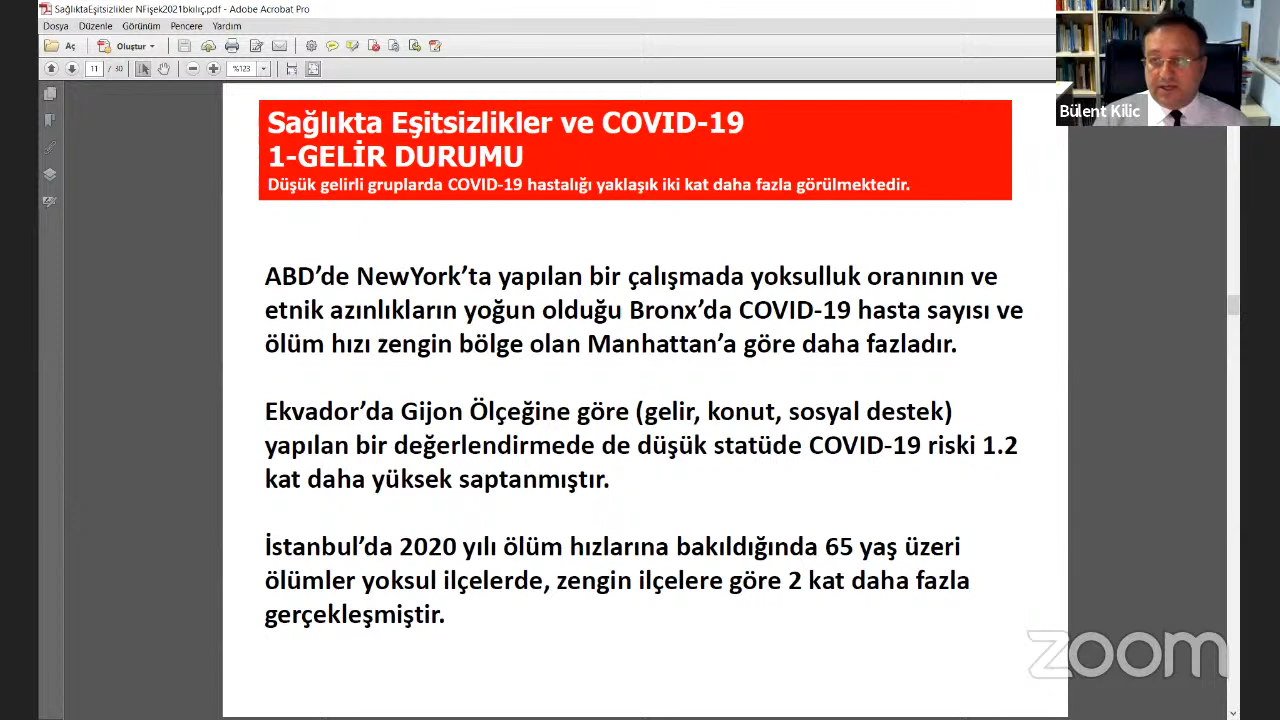 SağlıktaEşitsizlikler NFişek2021bkılıç.pdf - Adobe Acrobat Pro
Dosya Düzenle Görünüm Pencere Yardım
Aç Oluştur
11 / 30 %123
Bülent Kilic
Sağlıkta Eşitsizlikler ve COVID-19
1-GELİR DURUMU
Düşük gelirli gruplarda COVID-19 hastalığı yaklaşık iki kat daha fazla görülmektedir.
ABD’de NewYork’ta yapılan bir çalışmada yoksulluk oranının ve
etnik azınlıkların yoğun olduğu Bronx’da COVID-19 hasta sayısı ve
ölüm hızı zengin bölge olan Manhattan’a göre daha fazladır.
Ekvador’da Gijon Ölçeğine göre (gelir, konut, sosyal destek)
yapılan bir değerlendirmede de düşük statüde COVID-19 riski 1.2
kat daha yüksek saptanmıştır.
İstanbul’da 2020 yılı ölüm hızlarına bakıldığında 65 yaş üzeri
ölümler yoksul ilçelerde, zengin ilçelere göre 2 kat daha fazla
gerçekleşmiştir.
zoom